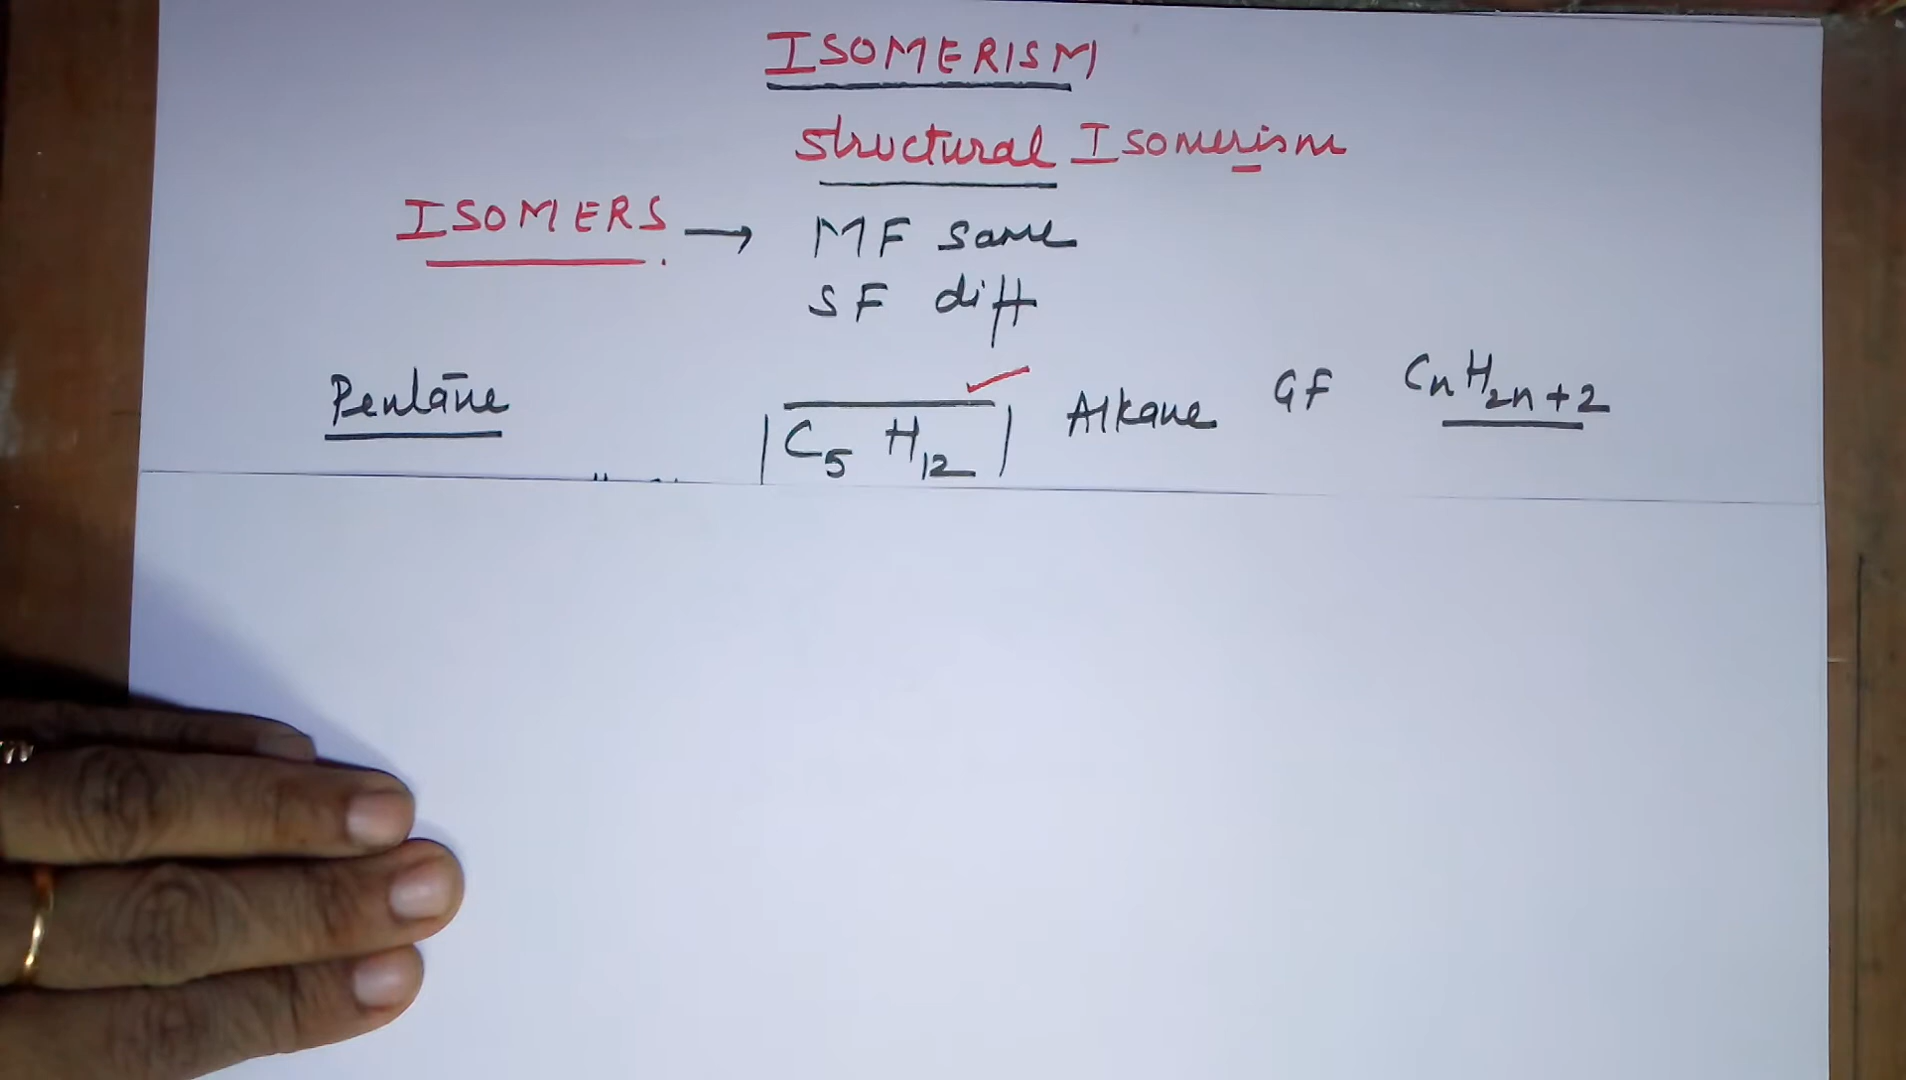 ISOMERISM
Structural Isomerism
ISOMERS → MF same
SF diff
Pentane C5 H12 ✓ Alkane GF CnH2n+2